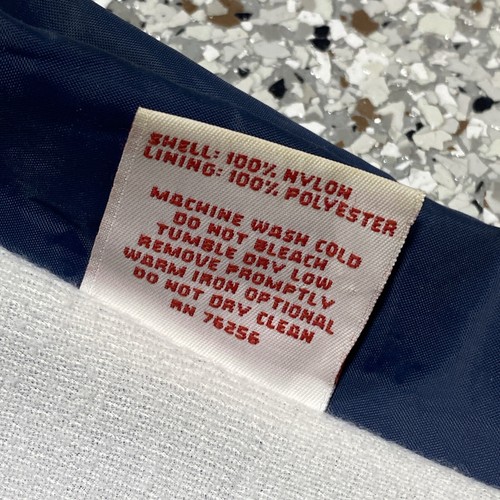 SHELL: 100% NYLON
LINING: 100% POLYESTER
MACHINE WASH COLD
DO NOT BLEACH
TUMBLE DRY LOW
REMOVE PROMPTLY
WARM IRON OPTIONAL
DO NOT DRY CLEAN
RN 76256